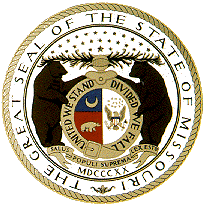 THE GREAT SEAL OF THE STATE OF MISSOURI
UNITED WE STAND DIVIDED WE FALL
SALUS POPULI SUPREMA LEX ESTO
MDCCCXX